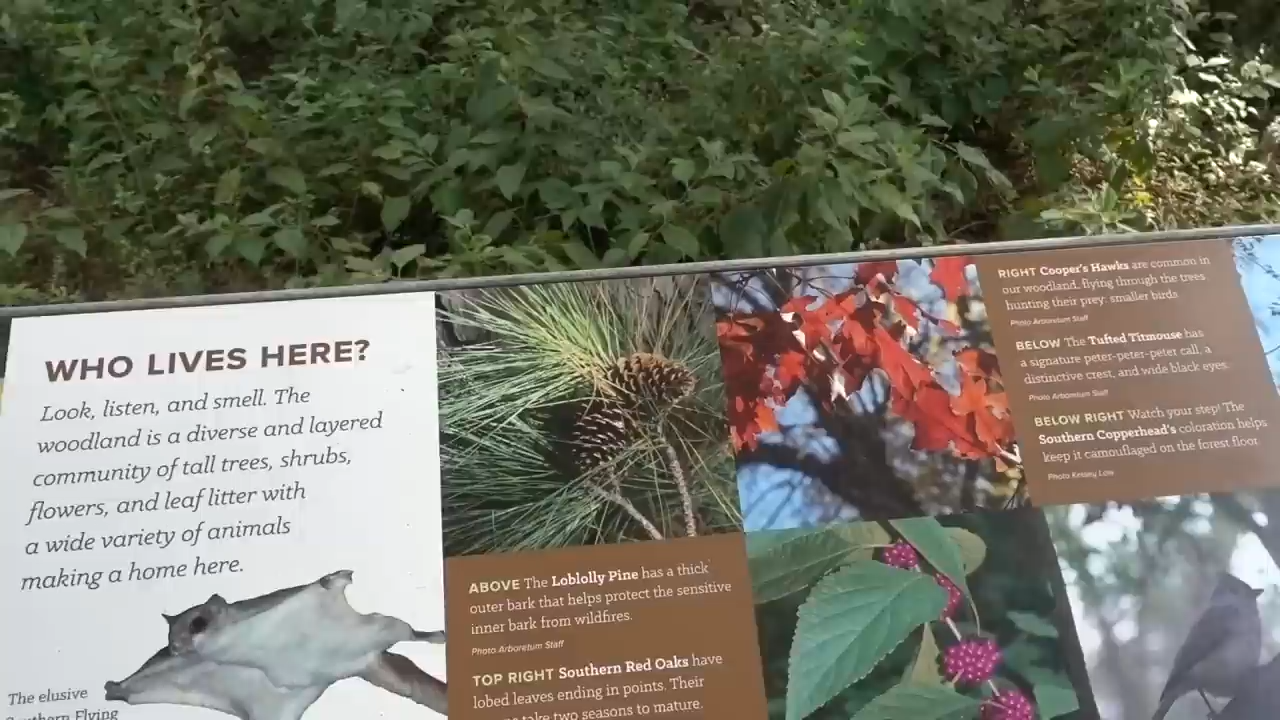 WHO LIVES HERE?
Look, listen, and smell. The
woodland is a diverse and layered
community of tall trees, shrubs,
flowers, and leaf litter with
a wide variety of animals
making a home here.
The elusive
Flying
ABOVE The Loblolly Pine has a thick
outer bark that helps protect the sensitive
inner bark from wildfires.
Photo Arboretum Staff
TOP RIGHT Southern Red Oaks have
lobed leaves ending in points. Their
take two seasons to mature.
RIGHT Cooper's Hawks are common in
our woodland, flying through the trees
hunting their prey: smaller birds.
Photo Arboretum Staff
BELOW The Tufted Titmouse has
a signature peter-peter-peter call, a
distinctive crest, and wide black eyes.
Photo Arboretum Staff
BELOW RIGHT Watch your step! The
Southern Copperhead's coloration helps
keep it camouflaged on the forest floor.
Photo Kelsey Low